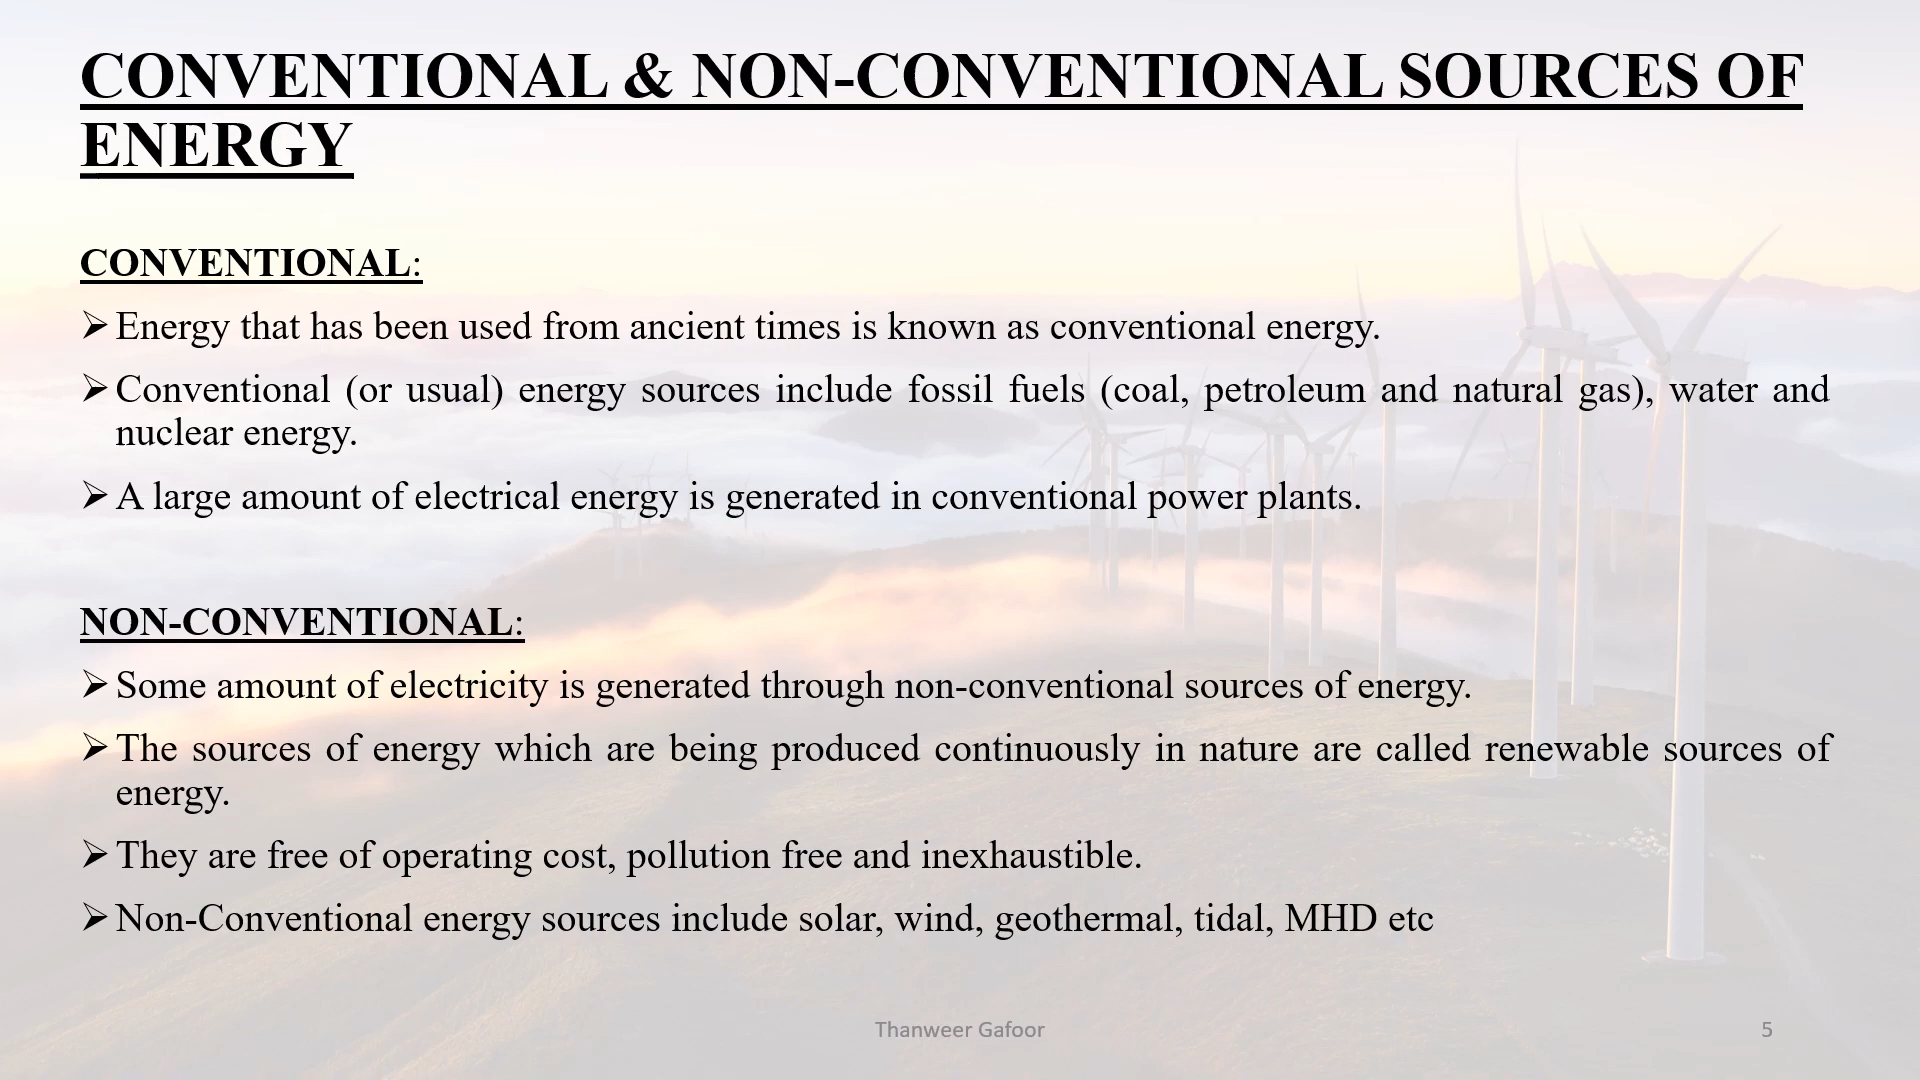 CONVENTIONAL & NON-CONVENTIONAL SOURCES OF
ENERGY
CONVENTIONAL:
➢ Energy that has been used from ancient times is known as conventional energy.
➢ Conventional (or usual) energy sources include fossil fuels (coal, petroleum and natural gas), water and
nuclear energy.
➢ A large amount of electrical energy is generated in conventional power plants.
NON-CONVENTIONAL:
➢ Some amount of electricity is generated through non-conventional sources of energy.
➢ The sources of energy which are being produced continuously in nature are called renewable sources of
energy.
➢ They are free of operating cost, pollution free and inexhaustible.
➢ Non-Conventional energy sources include solar, wind, geothermal, tidal, MHD etc
Thanweer Gafoor
5